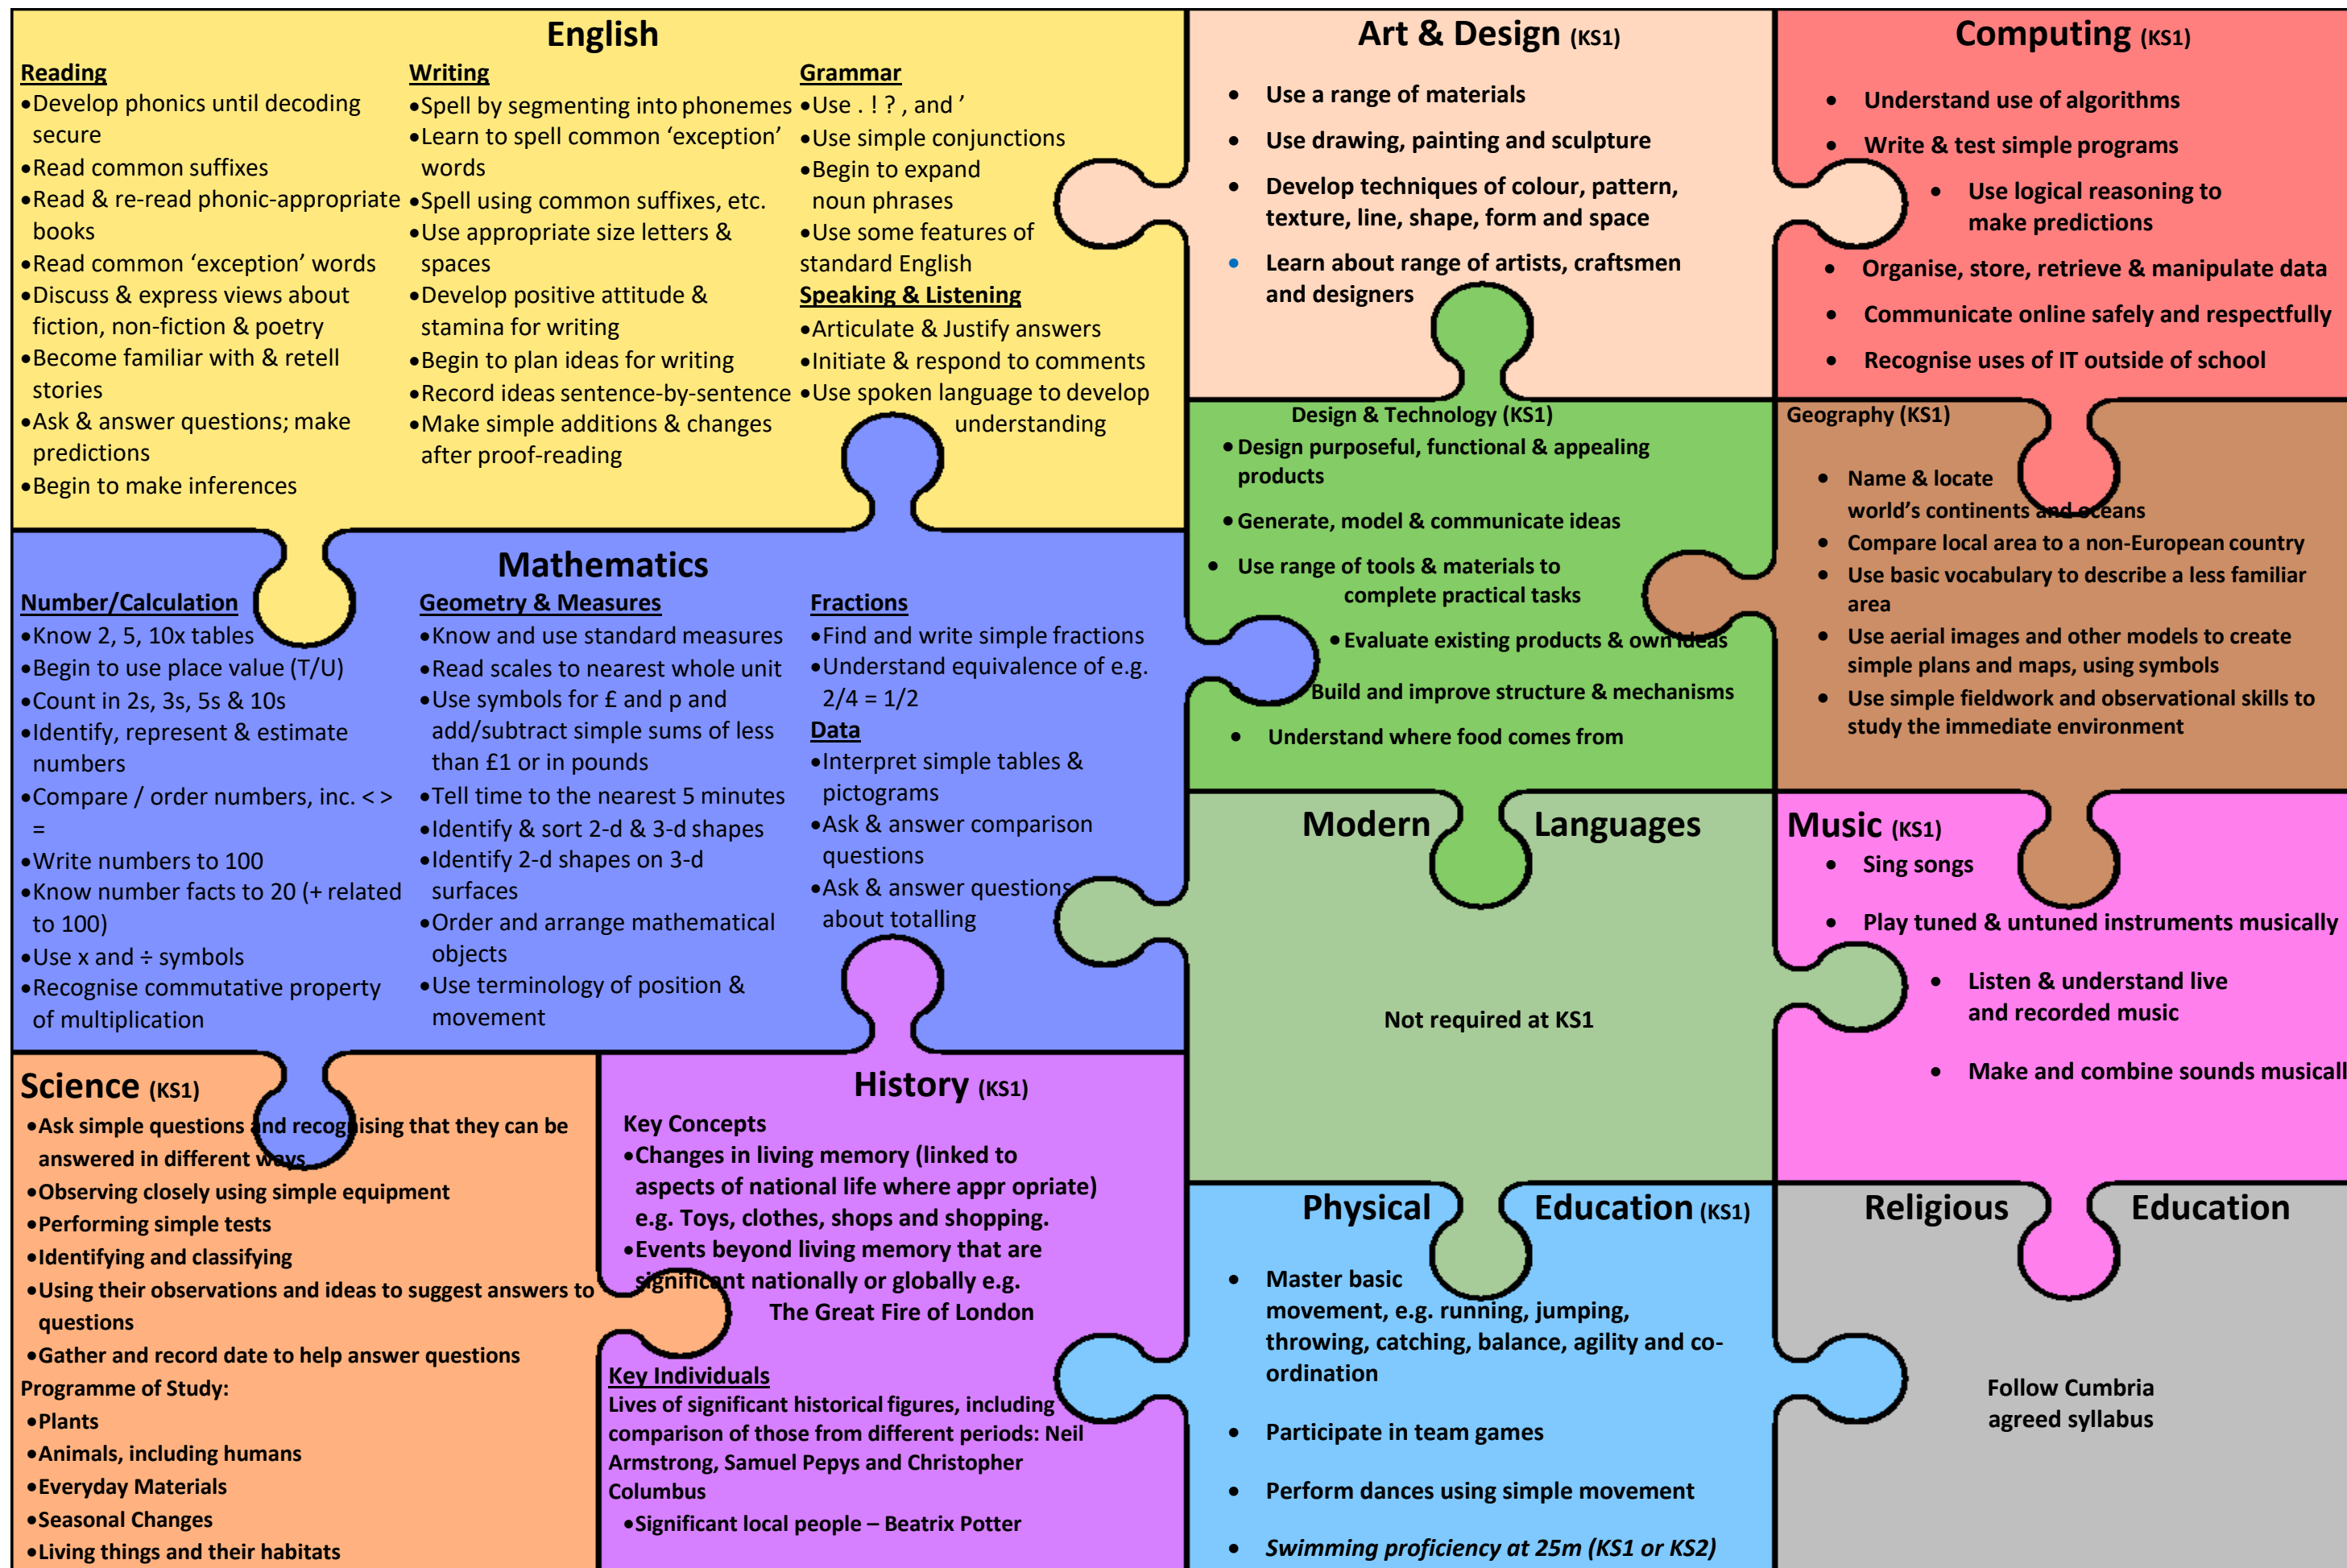 English
Reading
•Develop phonics until decoding
secure
•Read common suffixes
•Read & re-read phonic-appropriate
books
•Read common ‘exception’ words
•Discuss & express views about
fiction, non-fiction & poetry
•Become familiar with & retell
stories
•Ask & answer questions; make
predictions
•Begin to make inferences
Writing
•Spell by segmenting into phonemes
•Learn to spell common ‘exception’
words
•Spell using common suffixes, etc.
•Use appropriate size letters &
spaces
•Develop positive attitude &
stamina for writing
•Begin to plan ideas for writing
•Record ideas sentence-by-sentence
•Make simple additions & changes
after proof-reading
Grammar
•Use . ! ? , and ’
•Use simple conjunctions
•Begin to expand
noun phrases
•Use some features of
standard English
Speaking & Listening
•Articulate & Justify answers
•Initiate & respond to comments
•Use spoken language to develop
understanding
Art & Design (KS1)
• Use a range of materials
• Use drawing, painting and sculpture
• Develop techniques of colour, pattern,
texture, line, shape, form and space
• Learn about range of artists, craftsmen
and designers
Computing (KS1)
• Understand use of algorithms
• Write & test simple programs
• Use logical reasoning to
make predictions
• Organise, store, retrieve & manipulate data
• Communicate online safely and respectfully
• Recognise uses of IT outside of school
Mathematics
Number/Calculation
•Know 2, 5, 10x tables
•Begin to use place value (T/U)
•Count in 2s, 3s, 5s & 10s
•Identify, represent & estimate
numbers
•Compare / order numbers, inc. < >
=
•Write numbers to 100
•Know number facts to 20 (+ related
to 100)
•Use x and ÷ symbols
•Recognise commutative property
of multiplication
Geometry & Measures
•Know and use standard measures
•Read scales to nearest whole unit
•Use symbols for £ and p and
add/subtract simple sums of less
than £1 or in pounds
•Tell time to the nearest 5 minutes
•Identify & sort 2-d & 3-d shapes
•Identify 2-d shapes on 3-d
surfaces
•Order and arrange mathematical
objects
•Use terminology of position &
movement
Fractions
•Find and write simple fractions
•Understand equivalence of e.g.
2/4 = 1/2
Data
•Interpret simple tables &
pictograms
•Ask & answer comparison
questions
•Ask & answer questions
about totalling
Design & Technology (KS1)
•Design purposeful, functional & appealing
products
•Generate, model & communicate ideas
• Use range of tools & materials to
complete practical tasks
•Evaluate existing products & own ideas
Build and improve structure & mechanisms
• Understand where food comes from
Geography (KS1)
• Name & locate
world’s continents and oceans
• Compare local area to a non-European country
• Use basic vocabulary to describe a less familiar
area
• Use aerial images and other models to create
simple plans and maps, using symbols
• Use simple fieldwork and observational skills to
study the immediate environment
Modern Languages
Not required at KS1
Music (KS1)
• Sing songs
• Play tuned & untuned instruments musically
• Listen & understand live
and recorded music
• Make and combine sounds musicall
Science (KS1)
•Ask simple questions and recognising that they can be
answered in different ways
•Observing closely using simple equipment
•Performing simple tests
•Identifying and classifying
•Using their observations and ideas to suggest answers to
questions
•Gather and record date to help answer questions
Programme of Study:
•Plants
•Animals, including humans
•Everyday Materials
•Seasonal Changes
•Living things and their habitats
History (KS1)
Key Concepts
•Changes in living memory (linked to
aspects of national life where appr opriate)
e.g. Toys, clothes, shops and shopping.
•Events beyond living memory that are
significant nationally or globally e.g.
The Great Fire of London
Key Individuals
Lives of significant historical figures, including
comparison of those from different periods: Neil
Armstrong, Samuel Pepys and Christopher
Columbus
•Significant local people – Beatrix Potter
Physical Education (KS1)
• Master basic
movement, e.g. running, jumping,
throwing, catching, balance, agility and co-
ordination
• Participate in team games
• Perform dances using simple movement
• Swimming proficiency at 25m (KS1 or KS2)
Religious Education
Follow Cumbria
agreed syllabus